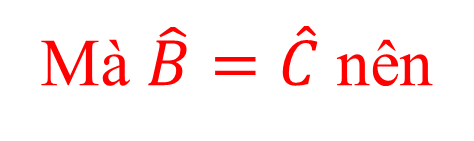 Mà B̂ = Ĉ nên